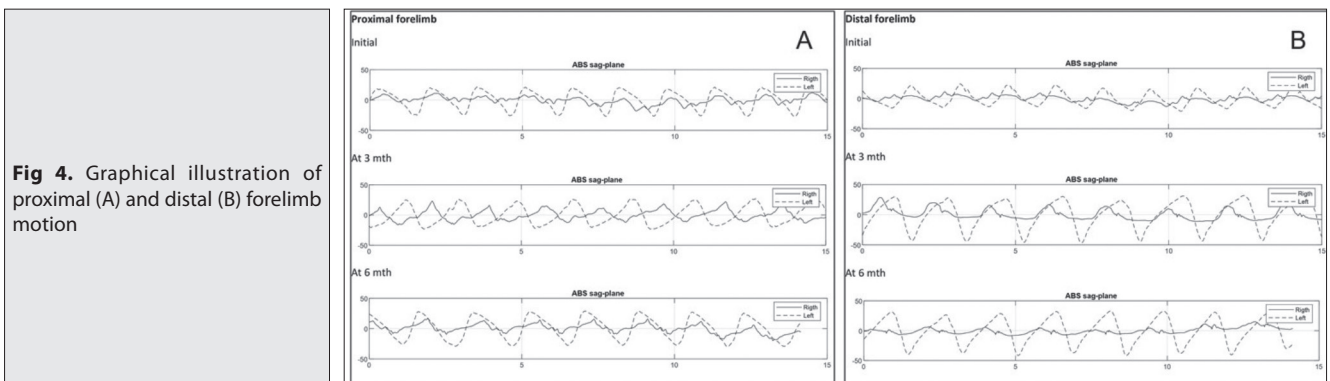 Fig 4. Graphical illustration of
proximal (A) and distal (B) forelimb
motion
Proximal forelimb
A
Initial
ABS sag-plane
Rigth
Left
50
0
-50
0 5 10 15
At 3 mth
ABS sag-plane
Rigth
Left
50
0
-50
0 5 10 15
At 6 mth
ABS sag-plane
Rigth
Left
50
0
-50
0 5 10 15
Distal forelimb
B
Initial
ABS sag-plane
Rigth
Left
50
0
-50
0 5 10 15
At 3 mth
ABS sag-plane
Rigth
Left
50
0
-50
0 5 10 15
At 6 mth
ABS sag-plane
Rigth
Left
50
0
-50
0 5 10 15